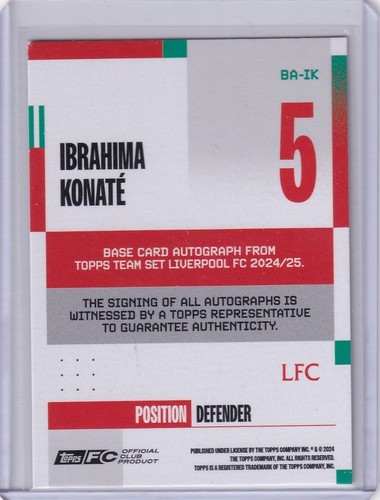 BA-IK
5
IBRAHIMA
KONATÉ
BASE CARD AUTOGRAPH FROM
TOPPS TEAM SET LIVERPOOL FC 2024/25.
THE SIGNING OF ALL AUTOGRAPHS IS
WITNESSED BY A TOPPS REPRESENTATIVE
TO GUARANTEE AUTHENTICITY.
LFC
POSITION DEFENDER
TOPPS FC OFFICIAL
CLUB
PRODUCT
PUBLISHED UNDER LICENSE BY THE TOPPS COMPANY INC. ® & © 2024
THE TOPPS COMPANY, INC. ALL RIGHTS RESERVED.
TOPPS IS A REGISTERED TRADEMARK OF THE TOPPS COMPANY, INC.